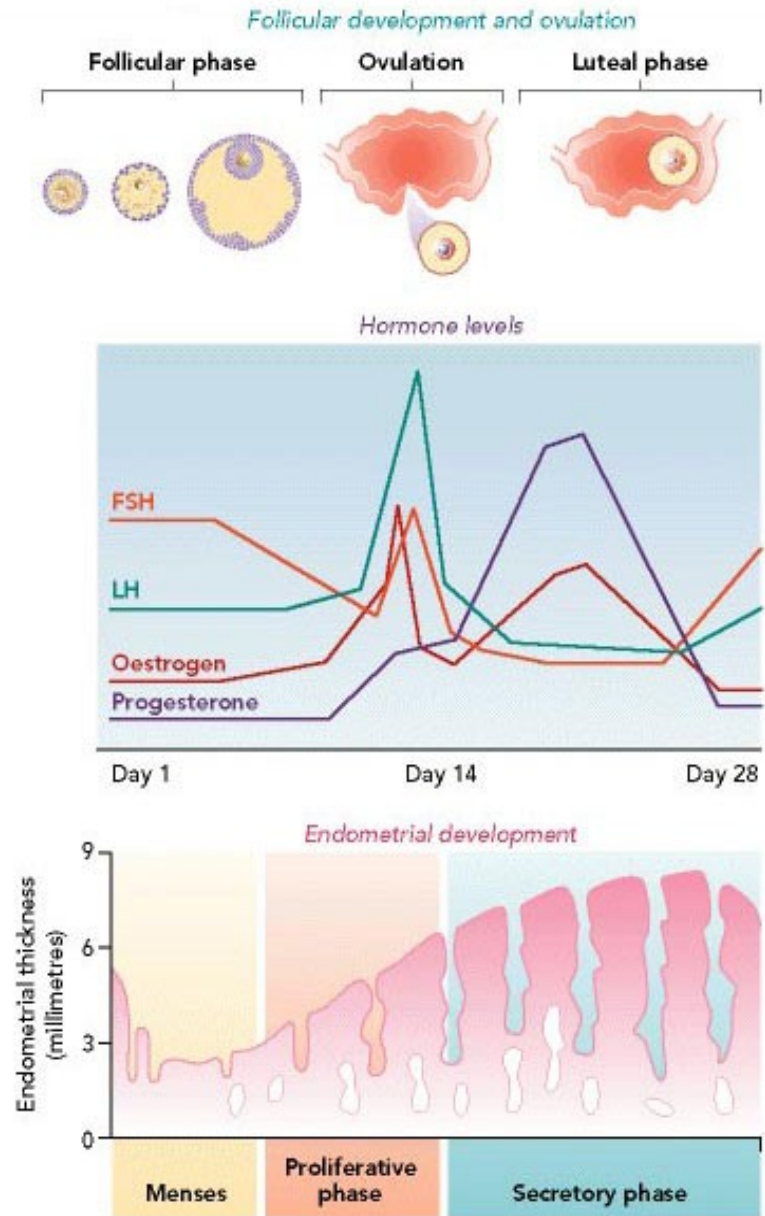 Follicular development and ovulation
Follicular phase
Ovulation
Luteal phase
Hormone levels
FSH
LH
Oestrogen
Progesterone
Day 1
Day 14
Day 28
Endometrial development
Endometrial thickness
(millimetres)
9
6
3
0
Menses
Proliferative
phase
Secretory phase